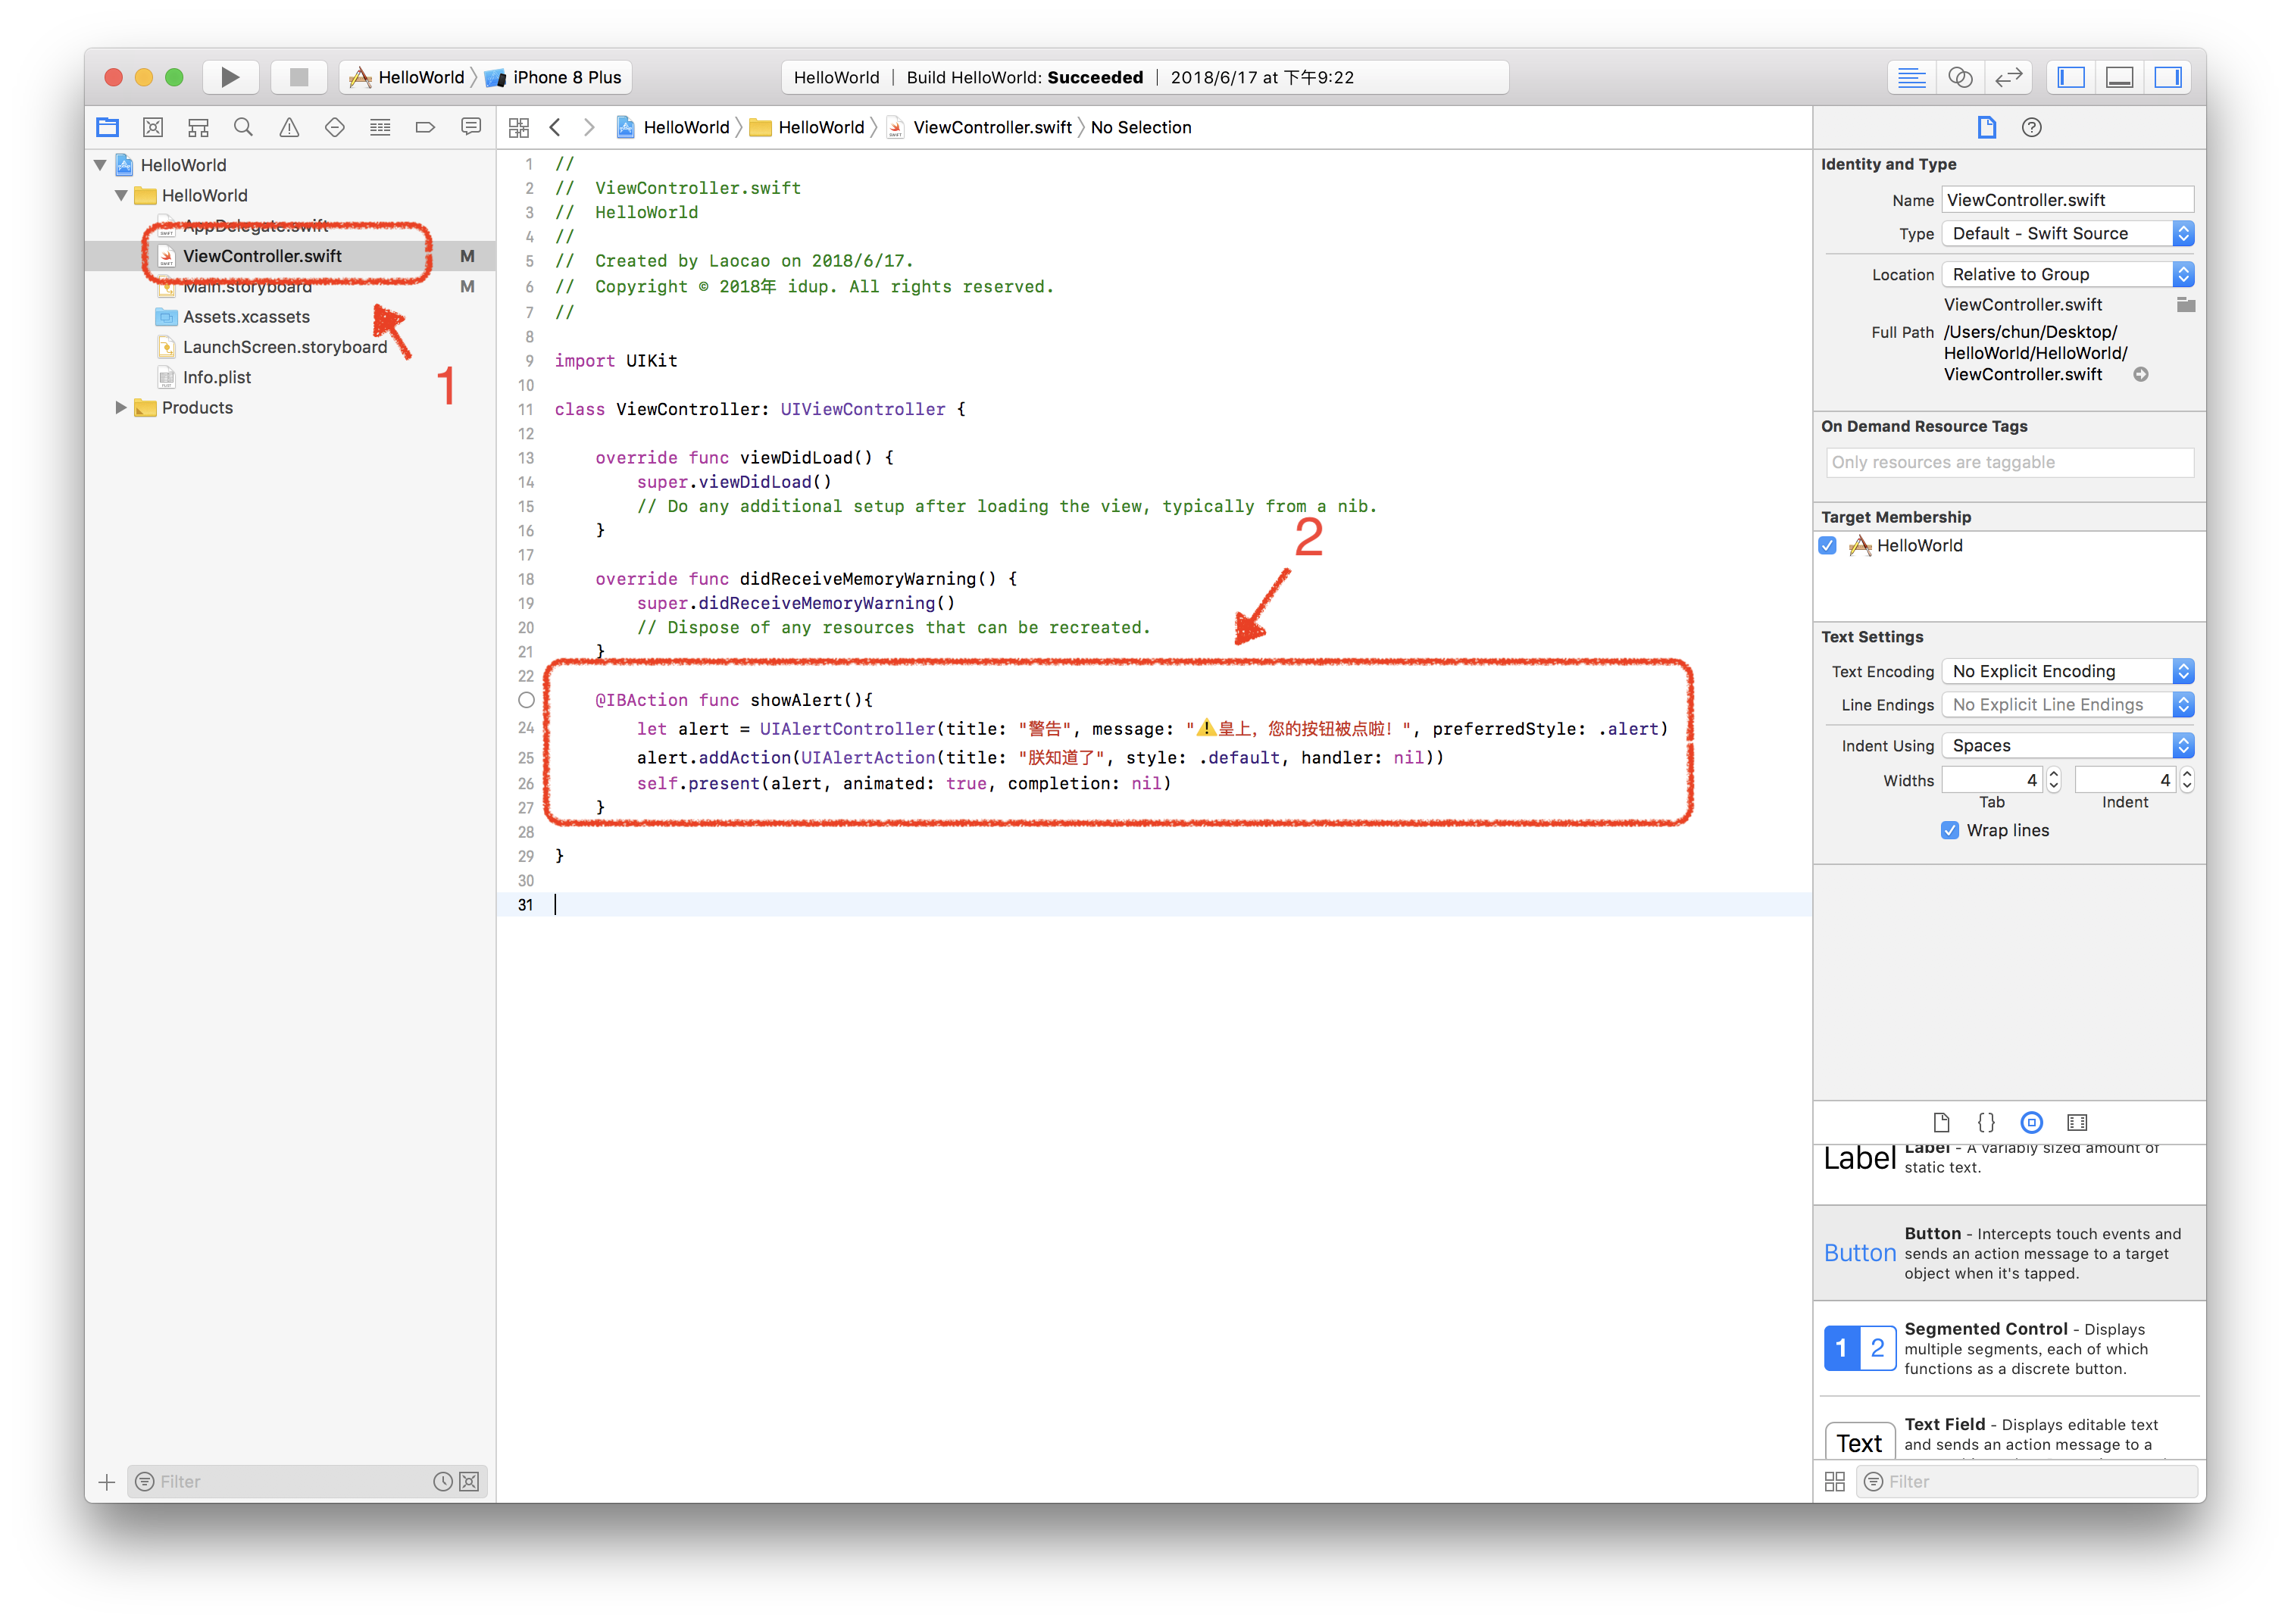 HelloWorld 〉 iPhone 8 Plus
HelloWorld | Build HelloWorld: Succeeded | 2018/6/17 at 下午9:22
HelloWorld 〉 HelloWorld 〉 ViewController.swift 〉 No Selection
HelloWorld
HelloWorld
AppDelegate.swift
ViewController.swift M
Main.storyboard M
Assets.xcassets
LaunchScreen.storyboard
Info.plist
Products
1
Filter
1 //
2 //  ViewController.swift
3 //  HelloWorld
4 //
5 //  Created by Laocao on 2018/6/17.
6 //  Copyright © 2018年 idup. All rights reserved.
7 //
8
9 import UIKit
10
11 class ViewController: UIViewController {
12
13     override func viewDidLoad() {
14         super.viewDidLoad()
15         // Do any additional setup after loading the view, typically from a nib.
16     }
17
18     override func didReceiveMemoryWarning() {
19         super.didReceiveMemoryWarning()
20         // Dispose of any resources that can be recreated.
21     }
22
@IBAction func showAlert(){
24         let alert = UIAlertController(title: "警告", message: "⚠️皇上，您的按钮被点啦！", preferredStyle: .alert)
25         alert.addAction(UIAlertAction(title: "朕知道了", style: .default, handler: nil))
26         self.present(alert, animated: true, completion: nil)
27     }
28
29 }
30
31
2
Identity and Type
Name ViewController.swift
Type Default - Swift Source
Location Relative to Group
ViewController.swift
Full Path /Users/chun/Desktop/
HelloWorld/HelloWorld/
ViewController.swift
On Demand Resource Tags
Only resources are taggable
Target Membership
HelloWorld
Text Settings
Text Encoding No Explicit Encoding
Line Endings No Explicit Line Endings
Indent Using Spaces
Widths 4 4
Tab Indent
Wrap lines
{}
Label Label - A variably sized amount of
static text.
Button Button - Intercepts touch events and
sends an action message to a target
object when it's tapped.
1 2 Segmented Control - Displays
multiple segments, each of which
functions as a discrete button.
Text Text Field - Displays editable text
and sends an action message to a
Filter